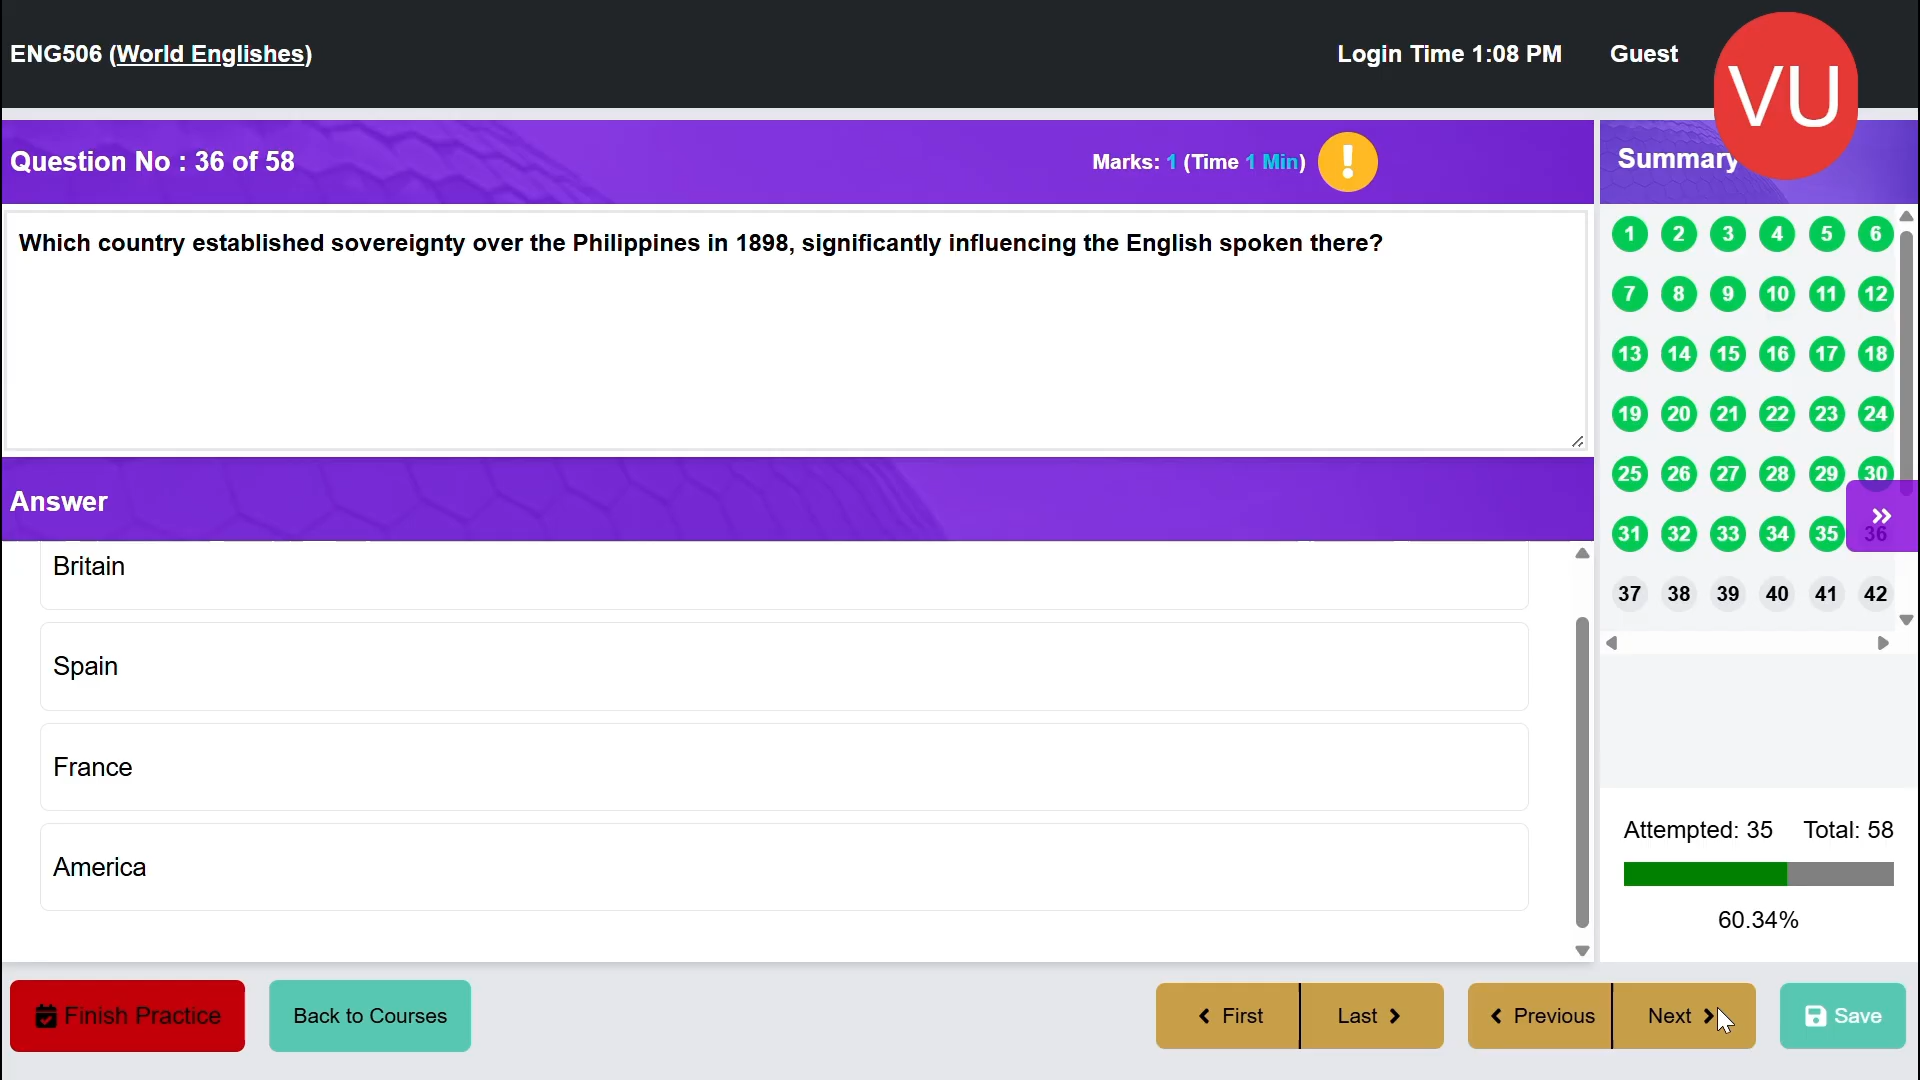 ENG506 (World Englishes)
Login Time 1:08 PM
Guest
VU
Question No : 36 of 58
Marks: 1 (Time 1 Min)
!
Summary
Which country established sovereignty over the Philippines in 1898, significantly influencing the English spoken there?
1 2 3 4 5 6
7 8 9 10 11 12
13 14 15 16 17 18
19 20 21 22 23 24
25 26 27 28 29 30
31 32 33 34 35 36
37 38 39 40 41 42
Answer
Britain
Spain
France
America
Attempted: 35 Total: 58
60.34%
Finish Practice
Back to Courses
First
Last
Previous
Next
Save